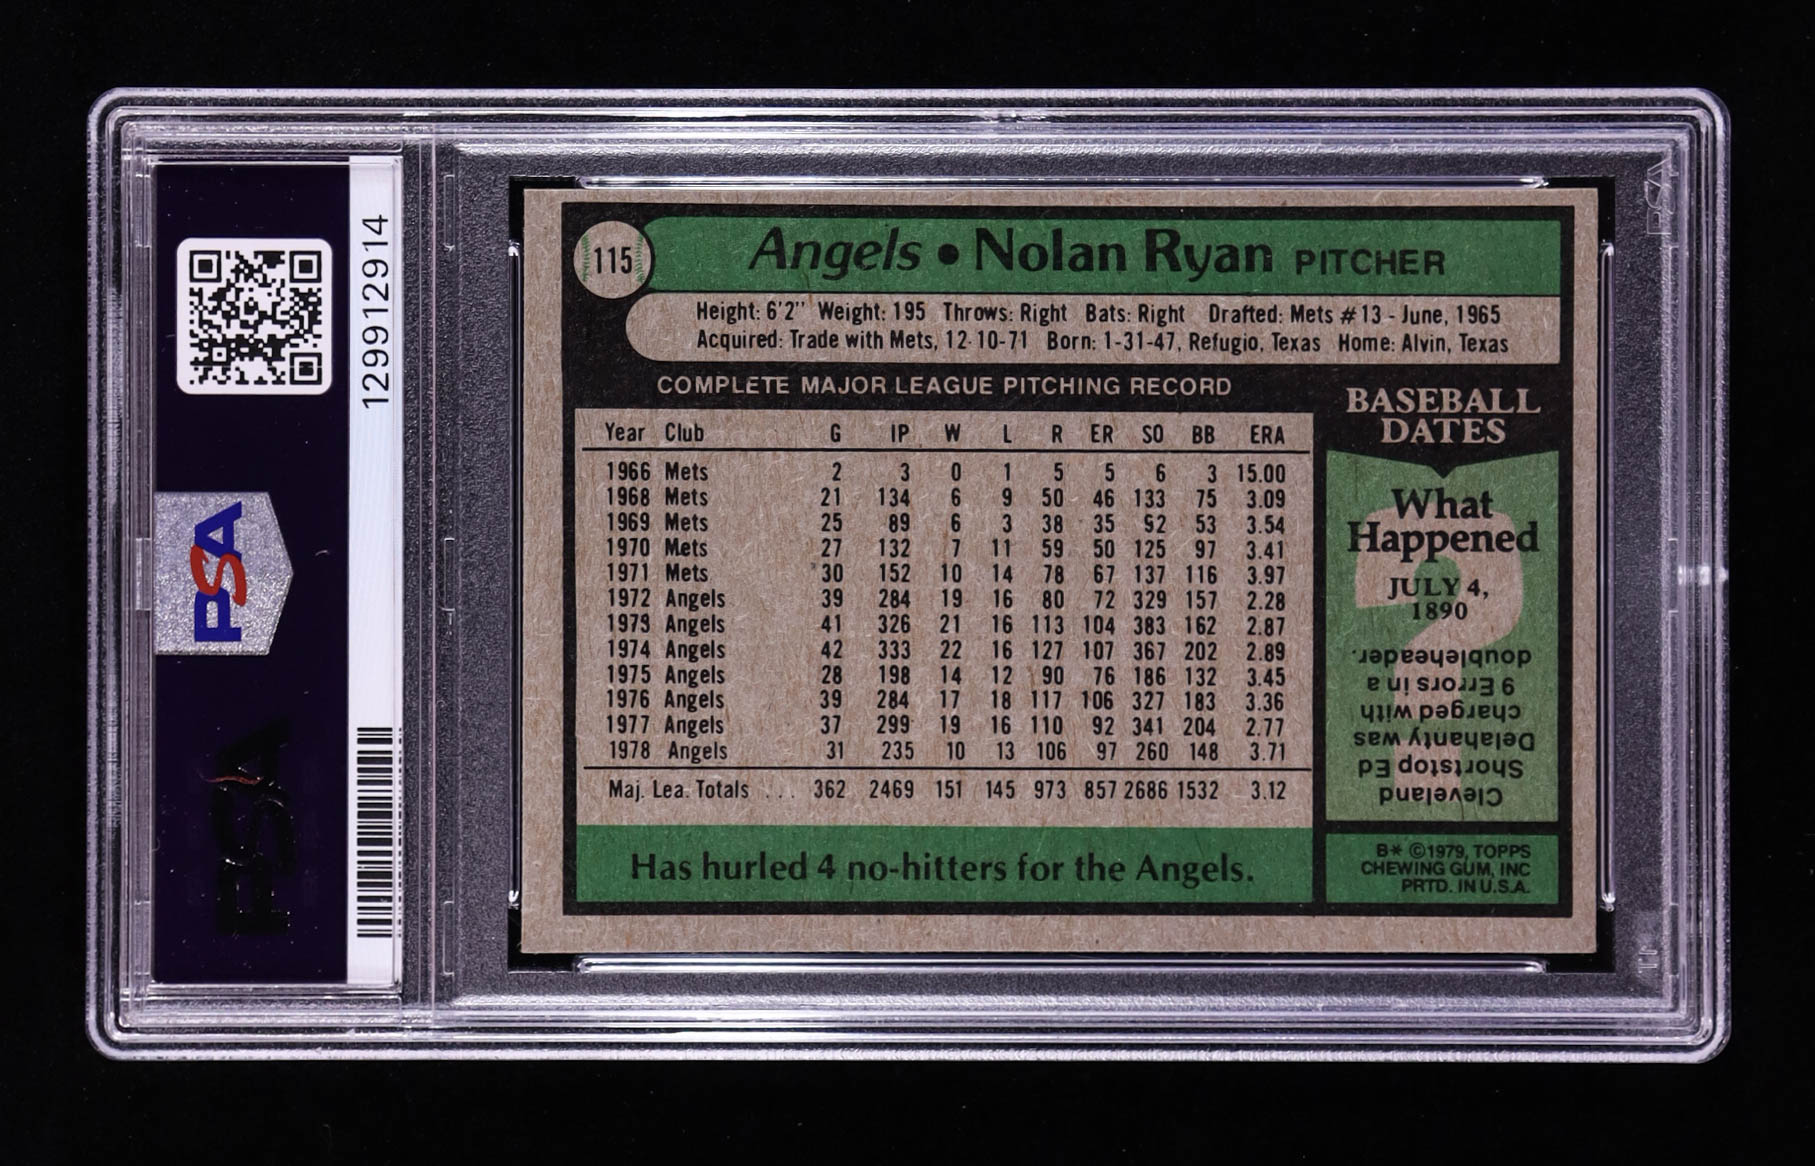 129912914
PSA
PSA
PSA
115
Angels • Nolan Ryan PITCHER
Height: 6'2" Weight: 195 Throws: Right Bats: Right Drafted: Mets #13 - June, 1965
Acquired: Trade with Mets, 12-10-71 Born: 1-31-47, Refugio, Texas Home: Alvin, Texas
COMPLETE MAJOR LEAGUE PITCHING RECORD
Year Club G IP W L R ER SO BB ERA
1966 Mets 2 3 0 1 5 5 6 3 15.00
1968 Mets 21 134 6 9 50 46 133 75 3.09
1969 Mets 25 89 6 3 38 35 92 53 3.54
1970 Mets 27 132 7 11 59 50 125 97 3.41
1971 Mets 30 152 10 14 78 67 137 116 3.97
1972 Angels 39 284 19 16 80 72 329 157 2.28
1973 Angels 41 326 21 16 113 104 383 162 2.87
1974 Angels 42 333 22 16 127 107 367 202 2.89
1975 Angels 28 198 14 12 90 76 186 132 3.45
1976 Angels 39 284 17 18 117 106 327 183 3.36
1977 Angels 37 299 19 16 110 92 341 204 2.77
1978 Angels 31 235 10 13 106 97 260 148 3.71
Maj. Lea. Totals ... 362 2469 151 145 973 857 2686 1532 3.12
Has hurled 4 no-hitters for the Angels.
BASEBALL
DATES
What
Happened
JULY 4,
1890
Cleveland
Shortstop Ed
Delahanty was
charged with
9 Errors in a
doubleheader.
B* ©1979, TOPPS
CHEWING GUM, INC
PRTD. IN U.S.A.